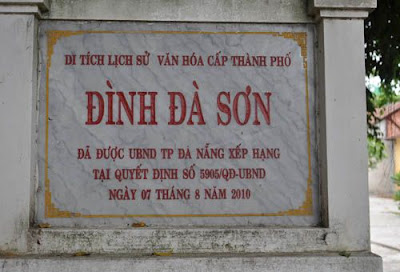 DI TÍCH LỊCH SỬ VĂN HÓA CẤP THÀNH PHỐ
ĐÌNH ĐÀ SƠN
ĐÃ ĐƯỢC UBND TP ĐÀ NẴNG XẾP HẠNG
TẠI QUYẾT ĐỊNH SỐ 5905/QĐ-UBND
NGÀY 07 THÁNG 8 NĂM 2010